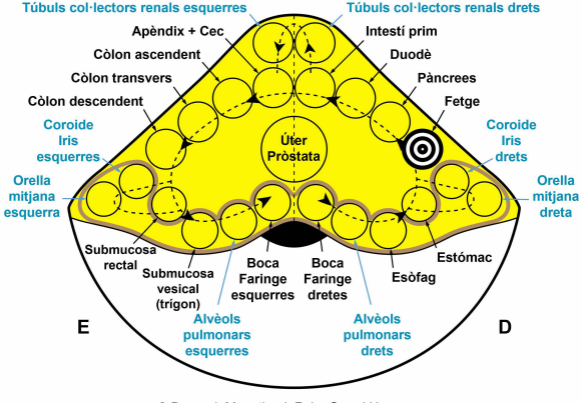 Túbuls col·lectors renals esquerres
Túbuls col·lectors renals drets
Apèndix + Cec
Intestí prim
Còlon ascendent
Duodè
Còlon transvers
Pàncrees
Còlon descendent
Fetge
Coroide
Iris
esquerres
Coroide
Iris
drets
Úter
Pròstata
Orella
mitjana
esquerra
Orella
mitjana
dreta
Submucosa
rectal
Submucosa
vesical
(trígon)
Boca
Faringe
esquerres
Boca
Faringe
dretes
Esòfag
Estómac
Alvèols
pulmonars
esquerres
Alvèols
pulmonars
drets
E
D